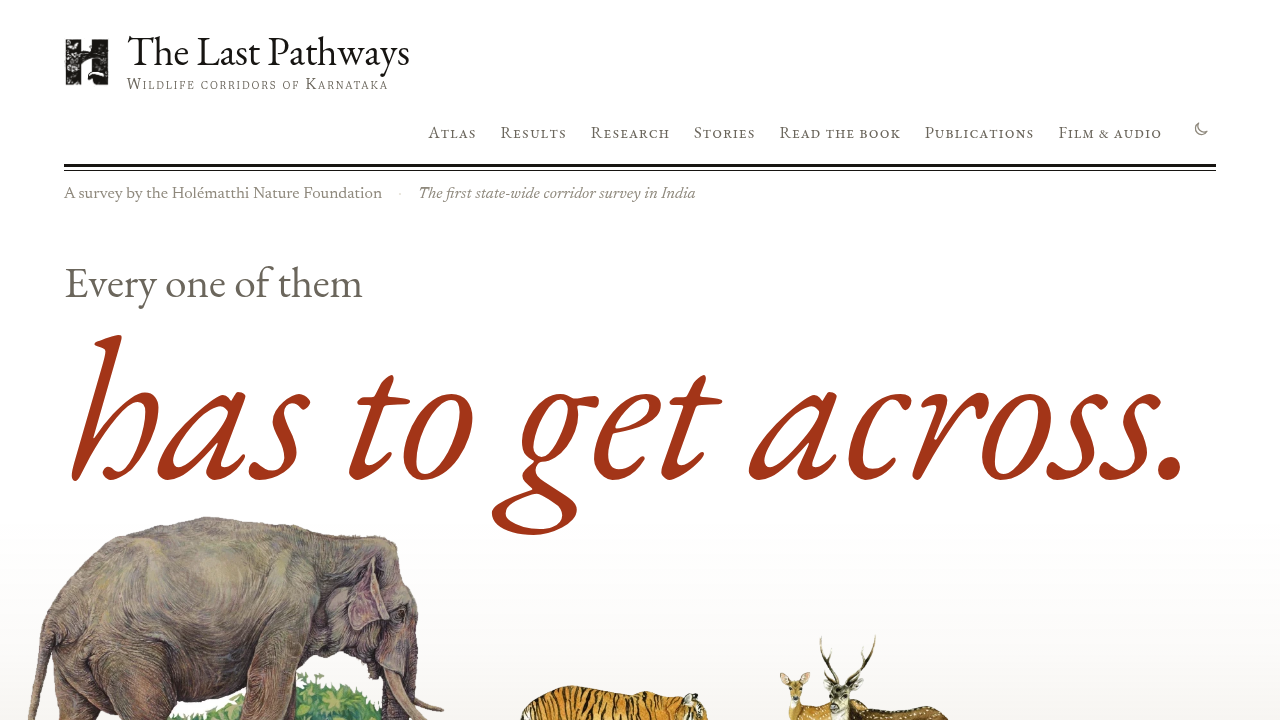 The Last Pathways
Wildlife corridors of Karnataka
Atlas Results Research Stories Read the book Publications Film & audio
A survey by the Holématthi Nature Foundation · The first state-wide corridor survey in India
Every one of them
has to get across.